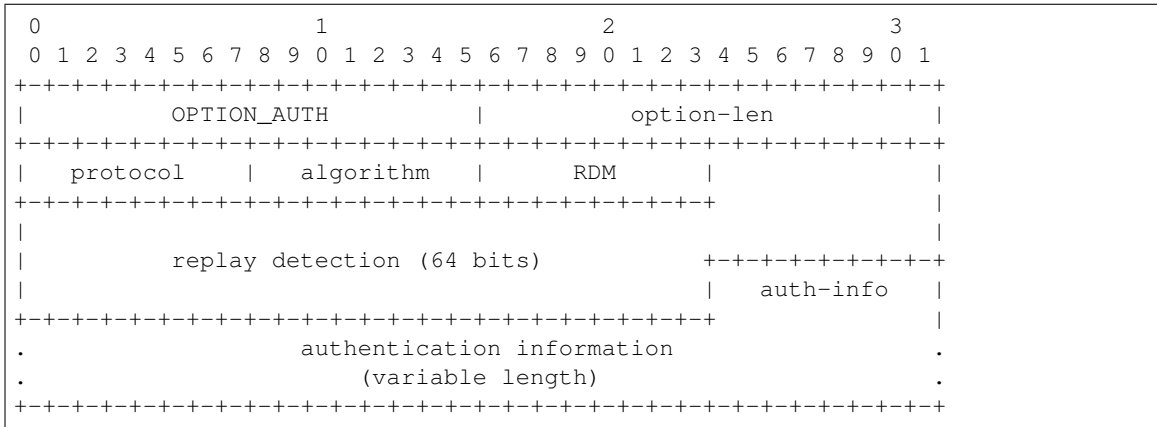 0                   1                   2                   3
 0 1 2 3 4 5 6 7 8 9 0 1 2 3 4 5 6 7 8 9 0 1 2 3 4 5 6 7 8 9 0 1
+-+-+-+-+-+-+-+-+-+-+-+-+-+-+-+-+-+-+-+-+-+-+-+-+-+-+-+-+-+-+-+-+
|          OPTION_AUTH          |          option-len           |
+-+-+-+-+-+-+-+-+-+-+-+-+-+-+-+-+-+-+-+-+-+-+-+-+-+-+-+-+-+-+-+-+
|   protocol    |   algorithm   |      RDM      |               |
+-+-+-+-+-+-+-+-+-+-+-+-+-+-+-+-+-+-+-+-+-+-+-+-+               |
|                                                               |
|          replay detection (64 bits)           +-+-+-+-+-+-+-+-+
|                                               |   auth-info   |
+-+-+-+-+-+-+-+-+-+-+-+-+-+-+-+-+-+-+-+-+-+-+-+-+               |
.                   authentication information                  .
.                       (variable length)                       .
+-+-+-+-+-+-+-+-+-+-+-+-+-+-+-+-+-+-+-+-+-+-+-+-+-+-+-+-+-+-+-+-+